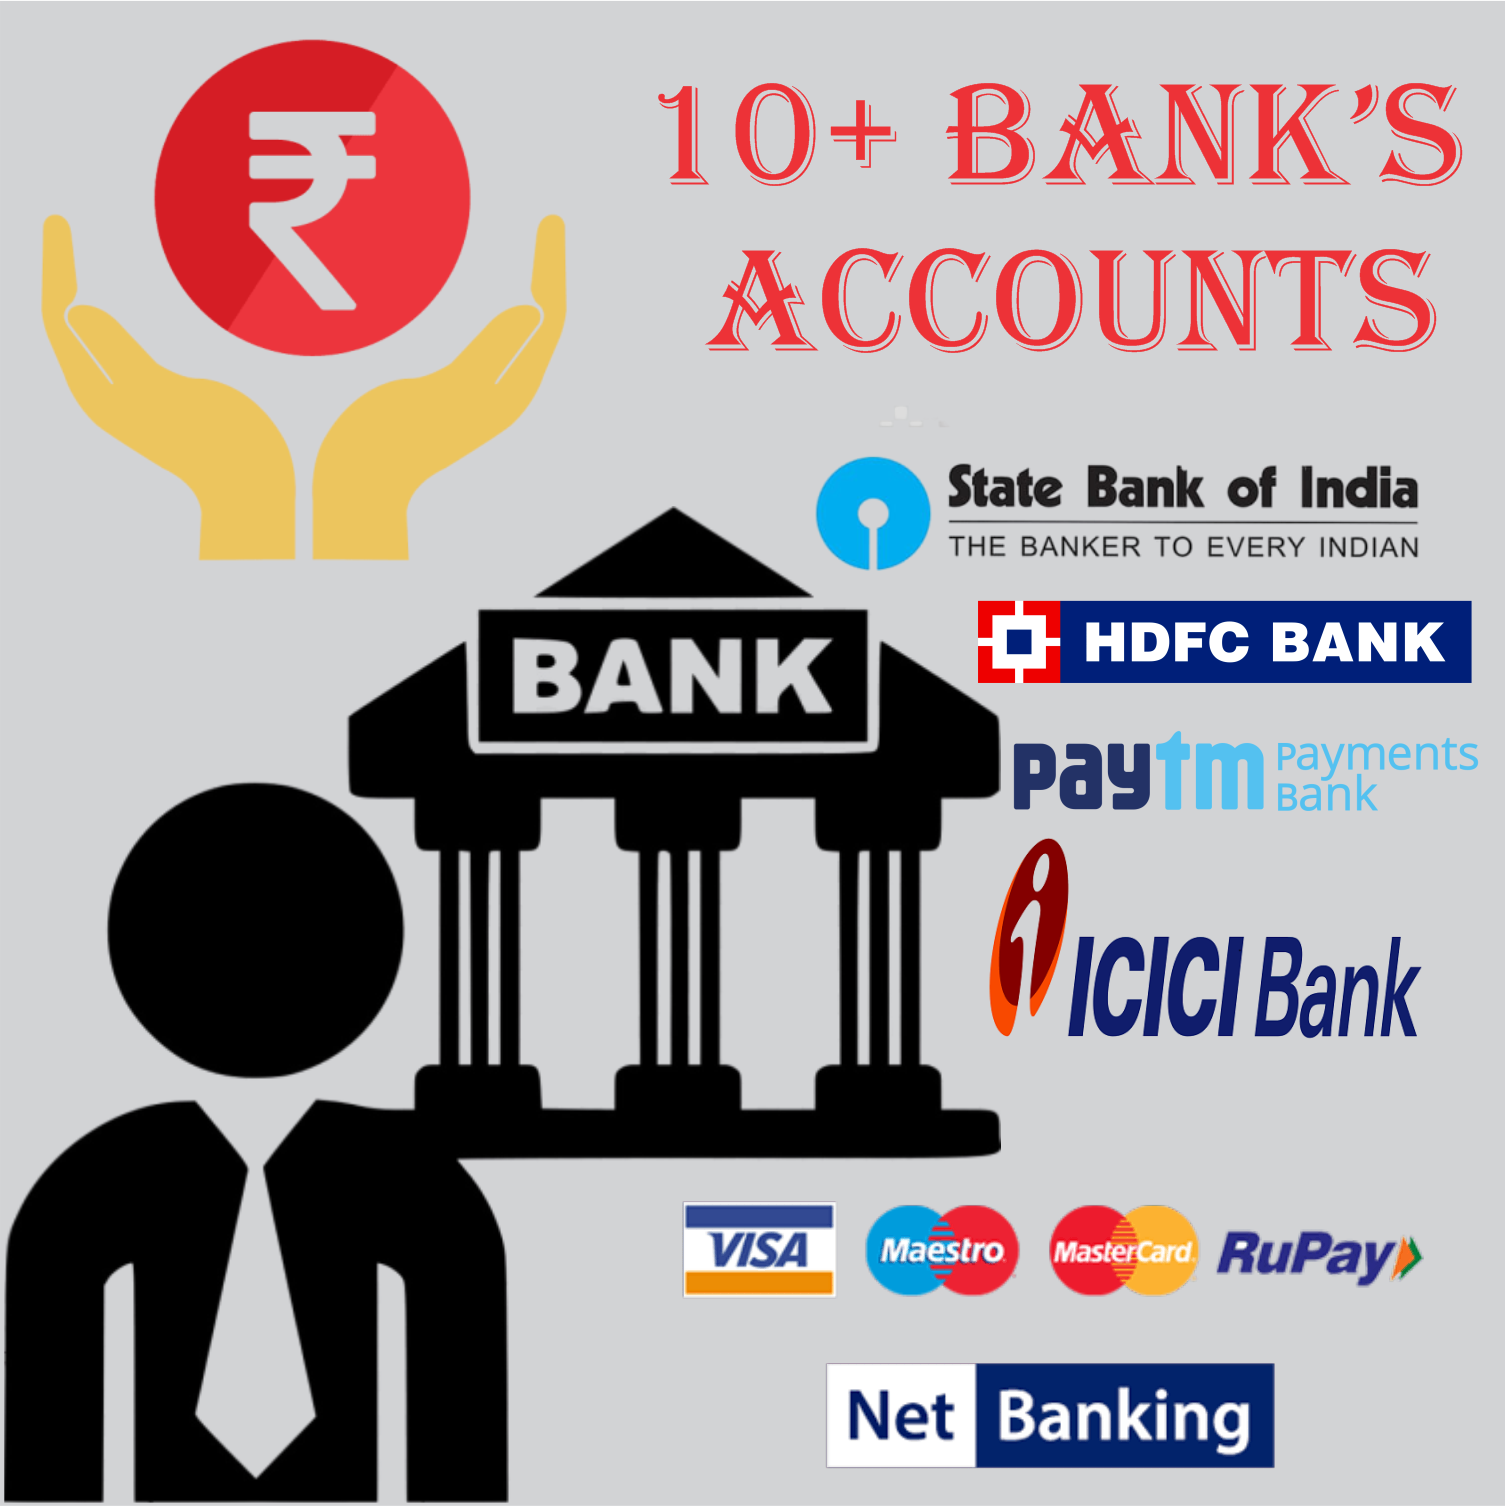 ₹
10+ BANK'S
ACCOUNTS
State Bank of India
THE BANKER TO EVERY INDIAN
BANK
HDFC BANK
paytm Payments
Bank
ICICI Bank
VISA Maestro MasterCard RuPay
Net Banking